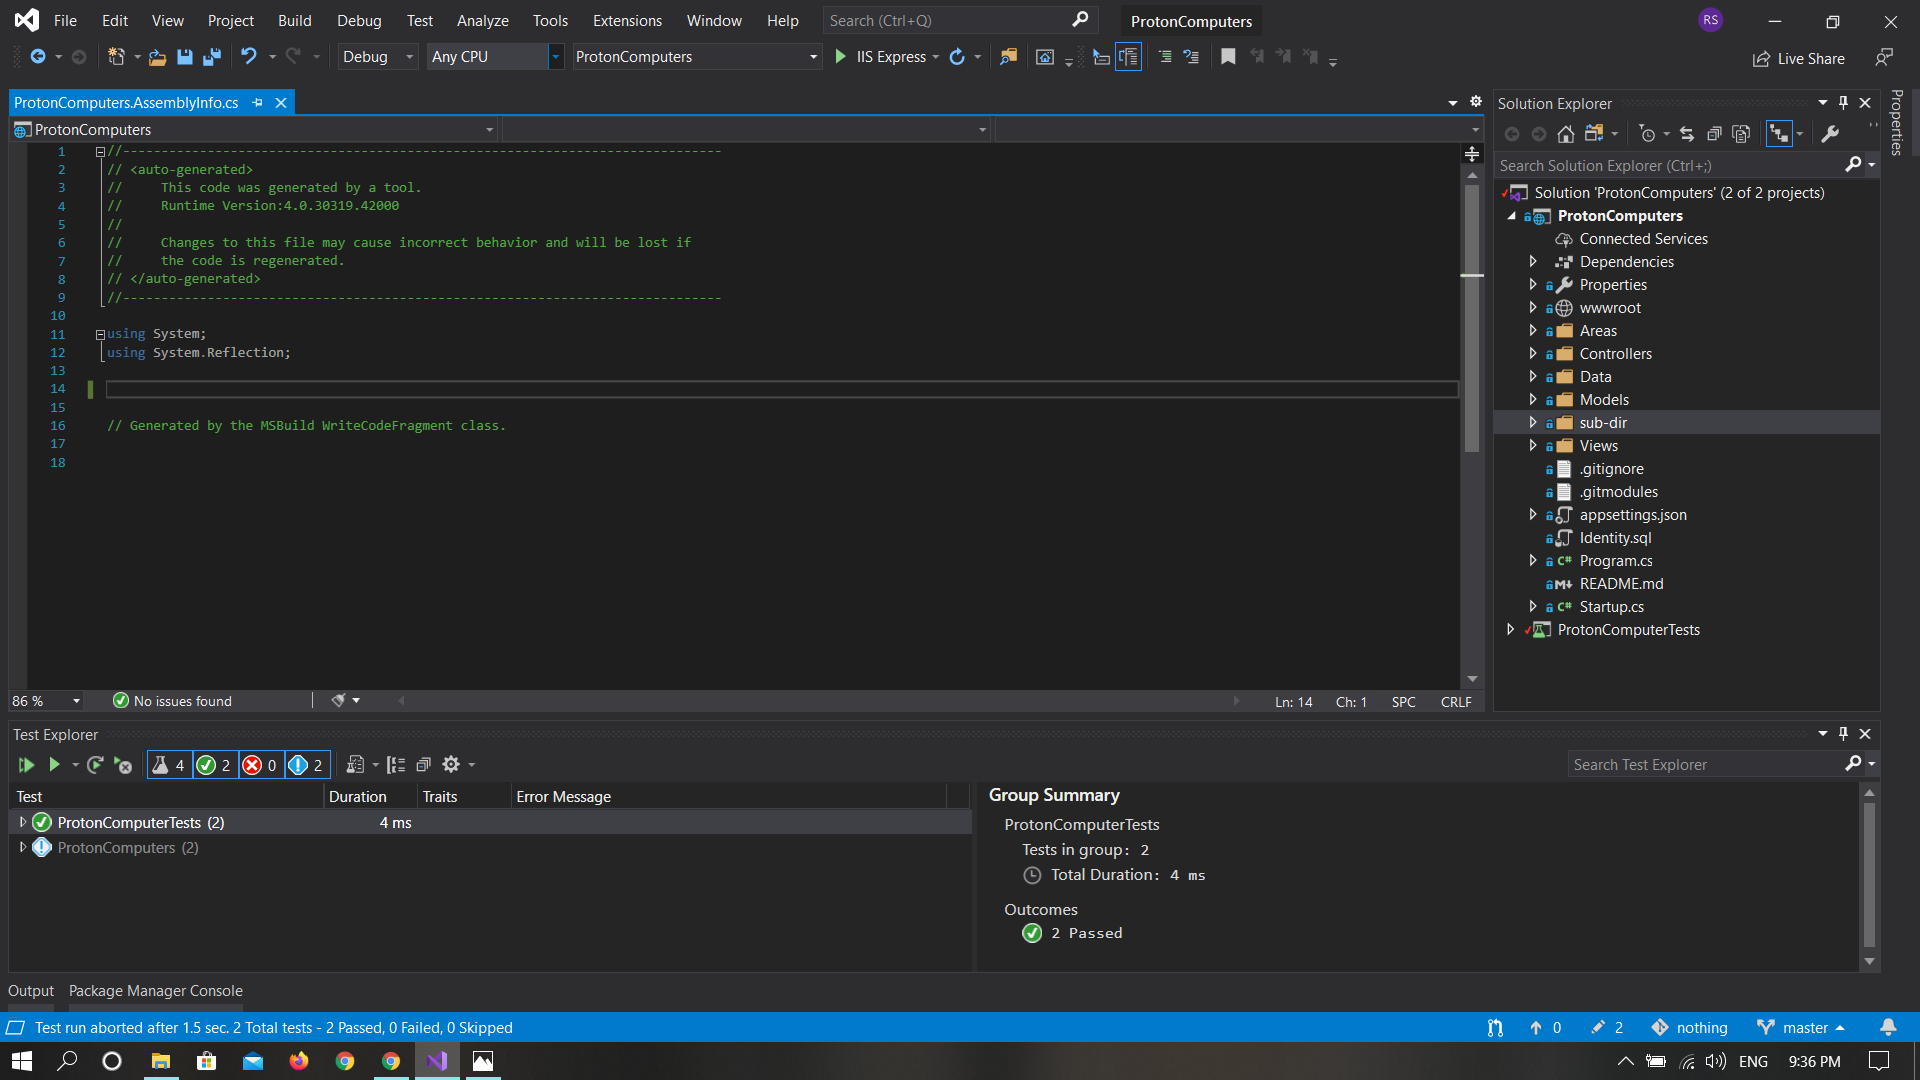 File Edit View Project Build Debug Test Analyze Tools Extensions Window Help Search (Ctrl+Q) ProtonComputers RS
Debug Any CPU ProtonComputers IIS Express Live Share
ProtonComputers.AssemblyInfo.cs
ProtonComputers
1 //------------------------------------------------------------------------------
2 // <auto-generated>
3 //     This code was generated by a tool.
4 //     Runtime Version:4.0.30319.42000
5 //
6 //     Changes to this file may cause incorrect behavior and will be lost if
7 //     the code is regenerated.
8 // </auto-generated>
9 //------------------------------------------------------------------------------
10
11 using System;
12 using System.Reflection;
13
14
15
16 // Generated by the MSBuild WriteCodeFragment class.
17
18
86 % No issues found Ln: 14 Ch: 1 SPC CRLF
Solution Explorer
Search Solution Explorer (Ctrl+;)
Solution 'ProtonComputers' (2 of 2 projects)
ProtonComputers
Connected Services
Dependencies
Properties
wwwroot
Areas
Controllers
Data
Models
sub-dir
Views
.gitignore
.gitmodules
appsettings.json
Identity.sql
C# Program.cs
M README.md
C# Startup.cs
ProtonComputerTests
Properties
Test Explorer
4 2 0 2 Search Test Explorer
Test Duration Traits Error Message
ProtonComputerTests (2) 4 ms
ProtonComputers (2)
Group Summary
ProtonComputerTests
Tests in group: 2
Total Duration: 4 ms
Outcomes
2 Passed
Output Package Manager Console
Test run aborted after 1.5 sec. 2 Total tests - 2 Passed, 0 Failed, 0 Skipped 0 2 nothing master
ENG 9:36 PM